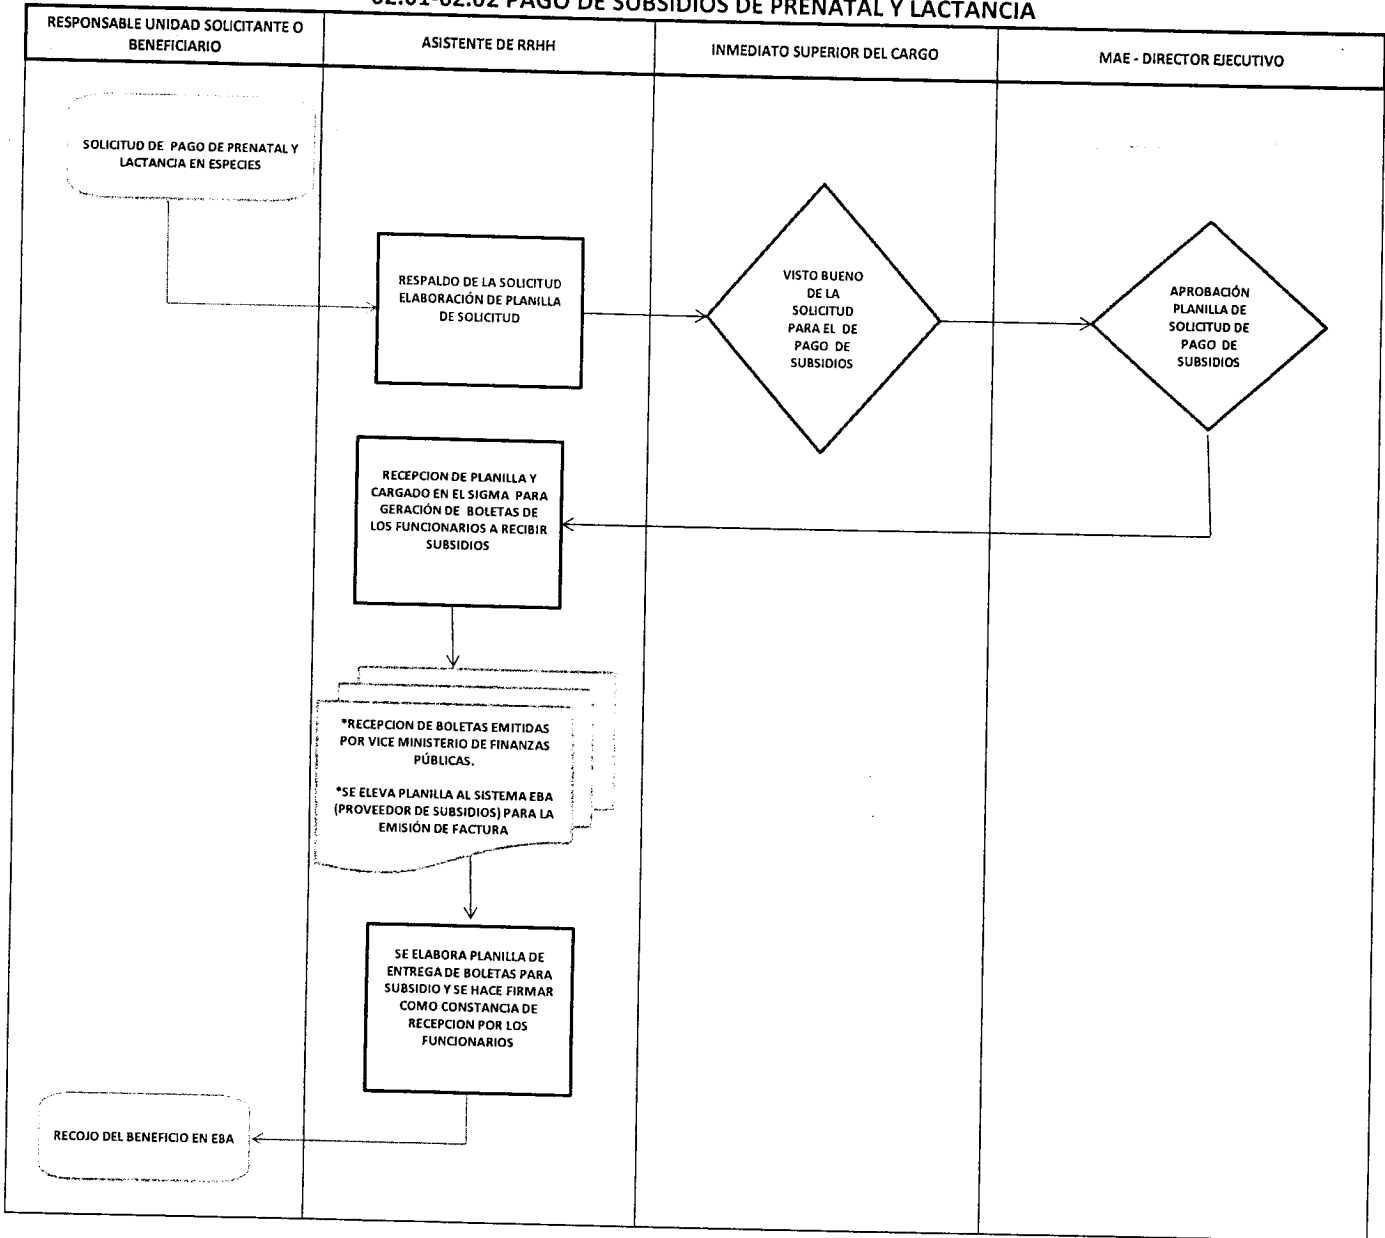 02.01-02.02 PAGO DE SUBSIDIOS DE PRENATAL Y LACTANCIA
RESPONSABLE UNIDAD SOLICITANTE O
BENEFICIARIO
ASISTENTE DE RRHH
INMEDIATO SUPERIOR DEL CARGO
MAE - DIRECTOR EJECUTIVO
SOLICITUD DE PAGO DE PRENATAL Y
LACTANCIA EN ESPECIES
RESPALDO DE LA SOLICITUD
ELABORACIÓN DE PLANILLA
DE SOLICITUD
VISTO BUENO
DE LA
SOLICITUD
PARA EL DE
PAGO DE
SUBSIDIOS
APROBACIÓN
PLANILLA DE
SOLICITUD DE
PAGO DE
SUBSIDIOS
RECEPCION DE PLANILLA Y
CARGADO EN EL SIGMA PARA
GERACIÓN DE BOLETAS DE
LOS FUNCIONARIOS A RECIBIR
SUBSIDIOS
*RECEPCION DE BOLETAS EMITIDAS
POR VICE MINISTERIO DE FINANZAS
PÚBLICAS.
*SE ELEVA PLANILLA AL SISTEMA EBA
(PROVEEDOR DE SUBSIDIOS) PARA LA
EMISIÓN DE FACTURA
SE ELABORA PLANILLA DE
ENTREGA DE BOLETAS PARA
SUBSIDIO Y SE HACE FIRMAR
COMO CONSTANCIA DE
RECEPCION POR LOS
FUNCIONARIOS
RECOJO DEL BENEFICIO EN EBA